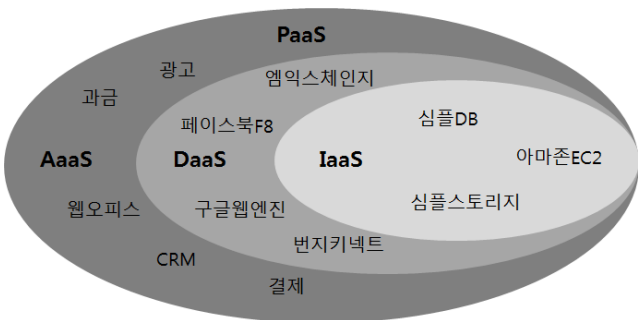 PaaS
광고
엠익스체인지
과금
페이스북F8
심플DB
AaaS
DaaS
IaaS
아마존EC2
웹오피스
구글웹엔진
심플스토리지
번지키넥트
CRM
결제